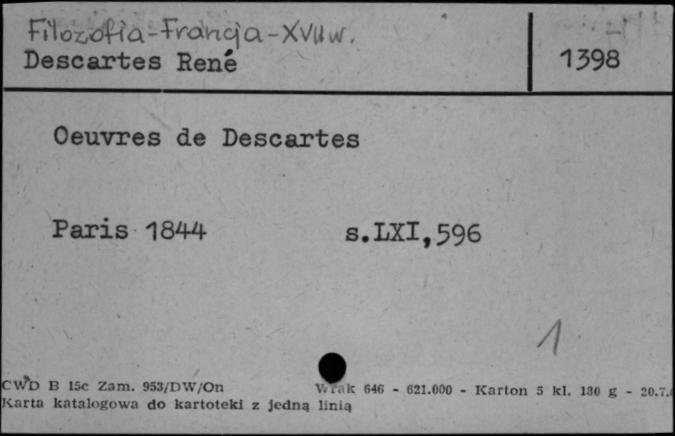 Filozofia-Francja-XVII w.
Descartes René
1398
Oeuvres de Descartes
Paris 1844 s.LXI,596
1
CWD B 15c Zam. 953/DW/On Wrak 646 - 621.000 - Karton 5 kl. 130 g - 20.7.
Karta katalogowa do kartoteki z jedną linią